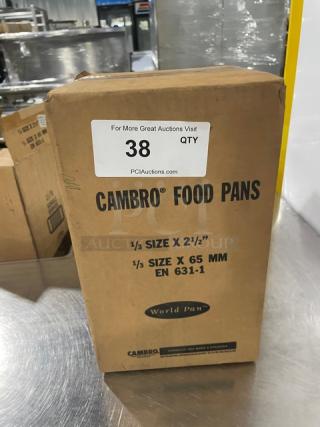 For More Great Auctions Visit
38
QTY
PCIAuctions.com
CAMBRO® FOOD PANS
1/3 SIZE X 2 1/2"
1/3 SIZE X 65 MM
EN 631-1
World Pan
CAMBRO